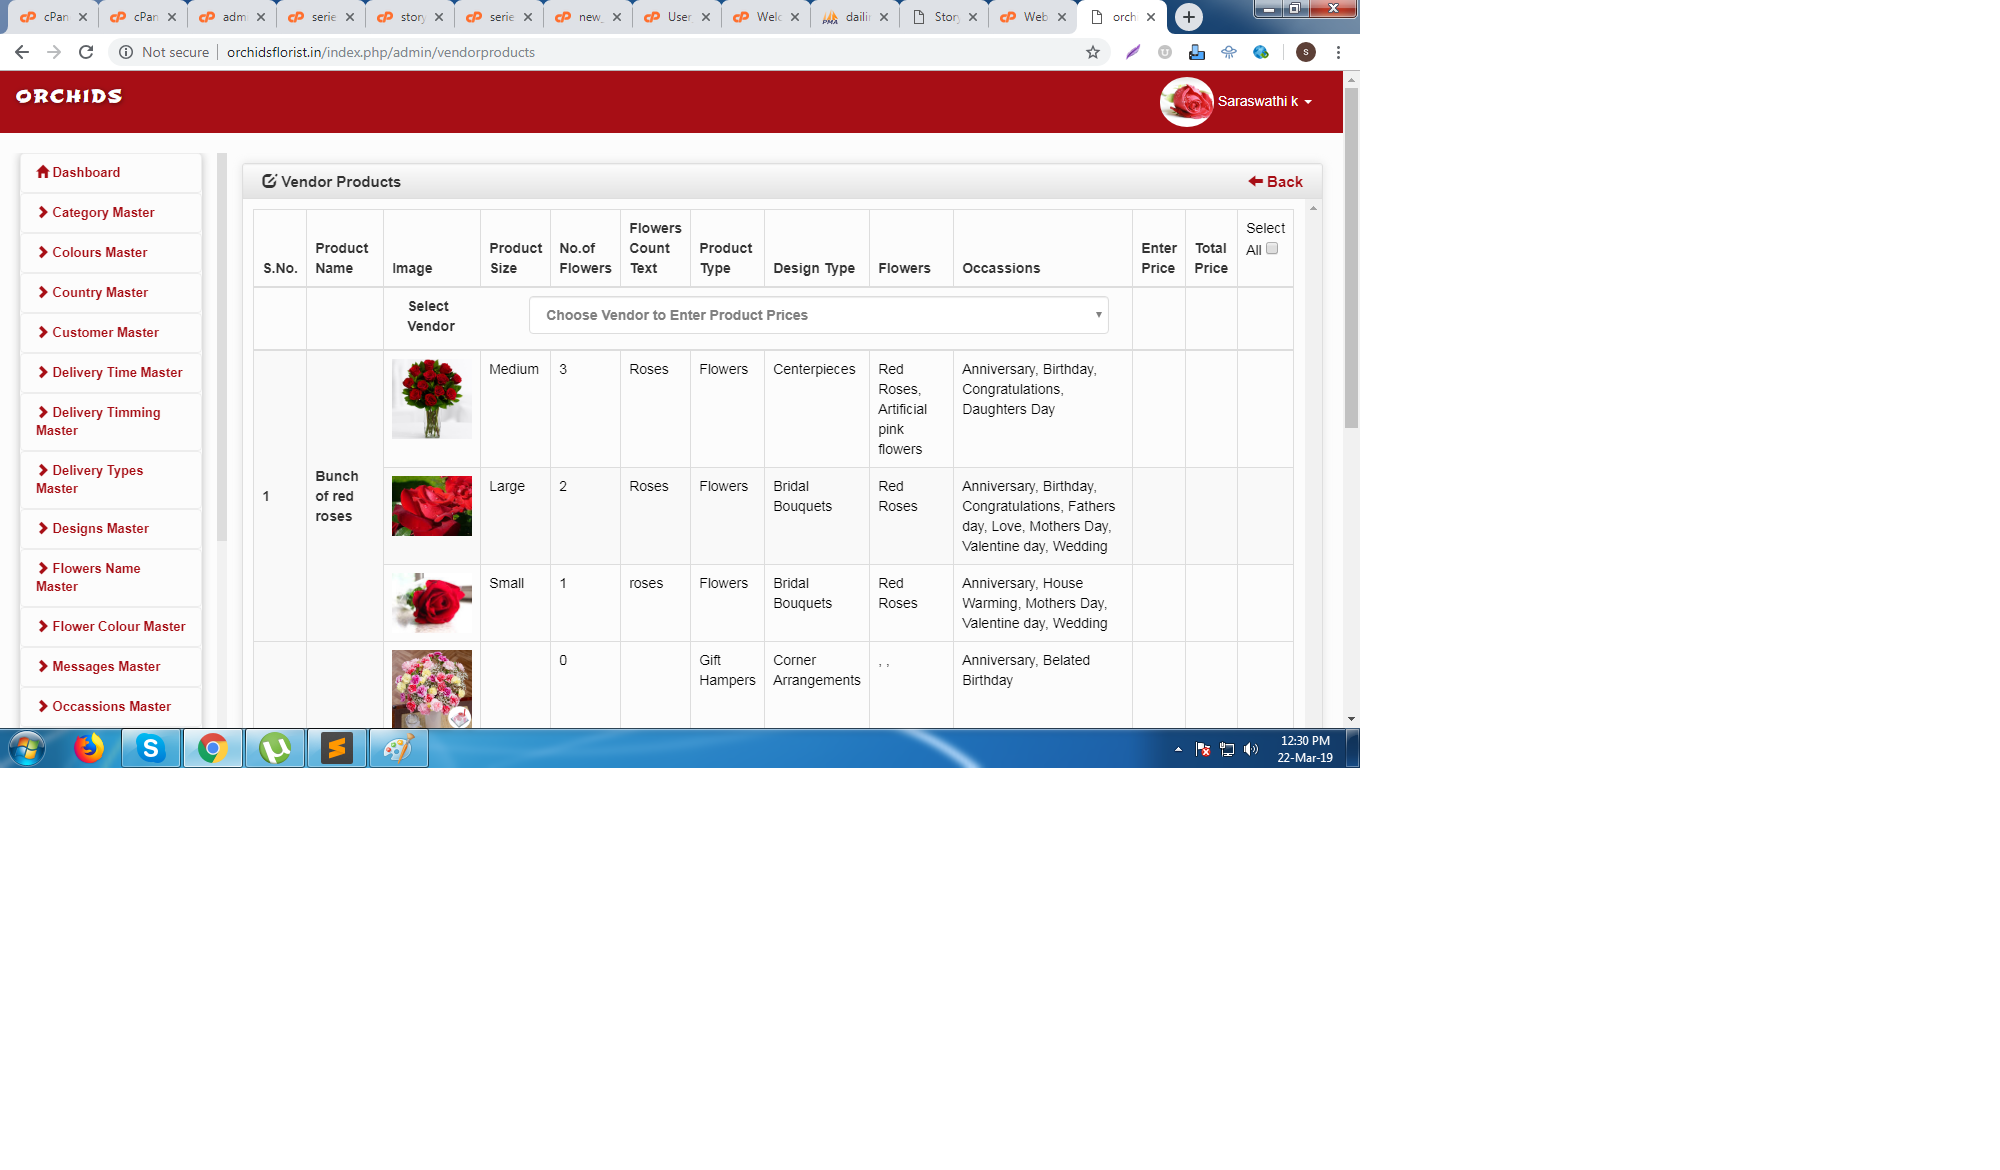 cPan
cPan
adm
serie
story
serie
new_
User
Welc
dailin
Story
Web
orch
Not secure
orchidsflorist.in/index.php/admin/vendorproducts
s
ORCHIDS
Saraswathi k
Dashboard
Category Master
Colours Master
Country Master
Customer Master
Delivery Time Master
Delivery Timming
Master
Delivery Types
Master
Designs Master
Flowers Name
Master
Flower Colour Master
Messages Master
Occassions Master
Vendor Products
Back
S.No.
Product
Name
Image
Product
Size
No.of
Flowers
Flowers
Count
Text
Product
Type
Design Type
Flowers
Occassions
Enter
Price
Total
Price
Select
All
Select
Vendor
Choose Vendor to Enter Product Prices
1
Bunch
of red
roses
Medium
3
Roses
Flowers
Centerpieces
Red
Roses,
Artificial
pink
flowers
Anniversary, Birthday,
Congratulations,
Daughters Day
Large
2
Roses
Flowers
Bridal
Bouquets
Red
Roses
Anniversary, Birthday,
Congratulations, Fathers
day, Love, Mothers Day,
Valentine day, Wedding
Small
1
roses
Flowers
Bridal
Bouquets
Red
Roses
Anniversary, House
Warming, Mothers Day,
Valentine day, Wedding
0
Gift
Hampers
Corner
Arrangements
, ,
Anniversary, Belated
Birthday
12:30 PM
22-Mar-19